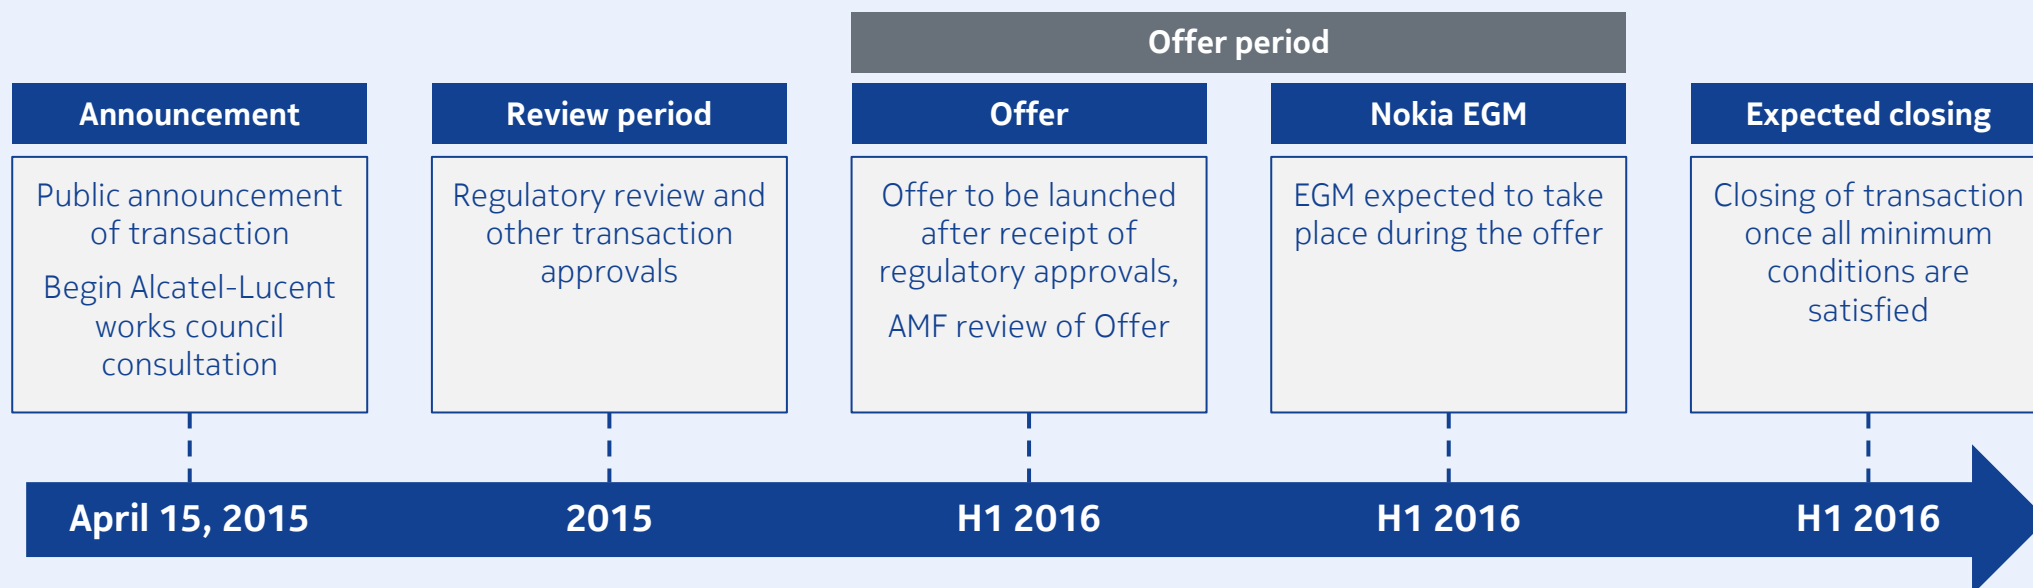 Offer period
Announcement
Public announcement
of transaction
Begin Alcatel-Lucent
works council
consultation
April 15, 2015
Review period
Regulatory review and
other transaction
approvals
2015
Offer
Offer to be launched
after receipt of
regulatory approvals,
AMF review of Offer
H1 2016
Nokia EGM
EGM expected to take
place during the offer
H1 2016
Expected closing
Closing of transaction
once all minimum
conditions are
satisfied
H1 2016